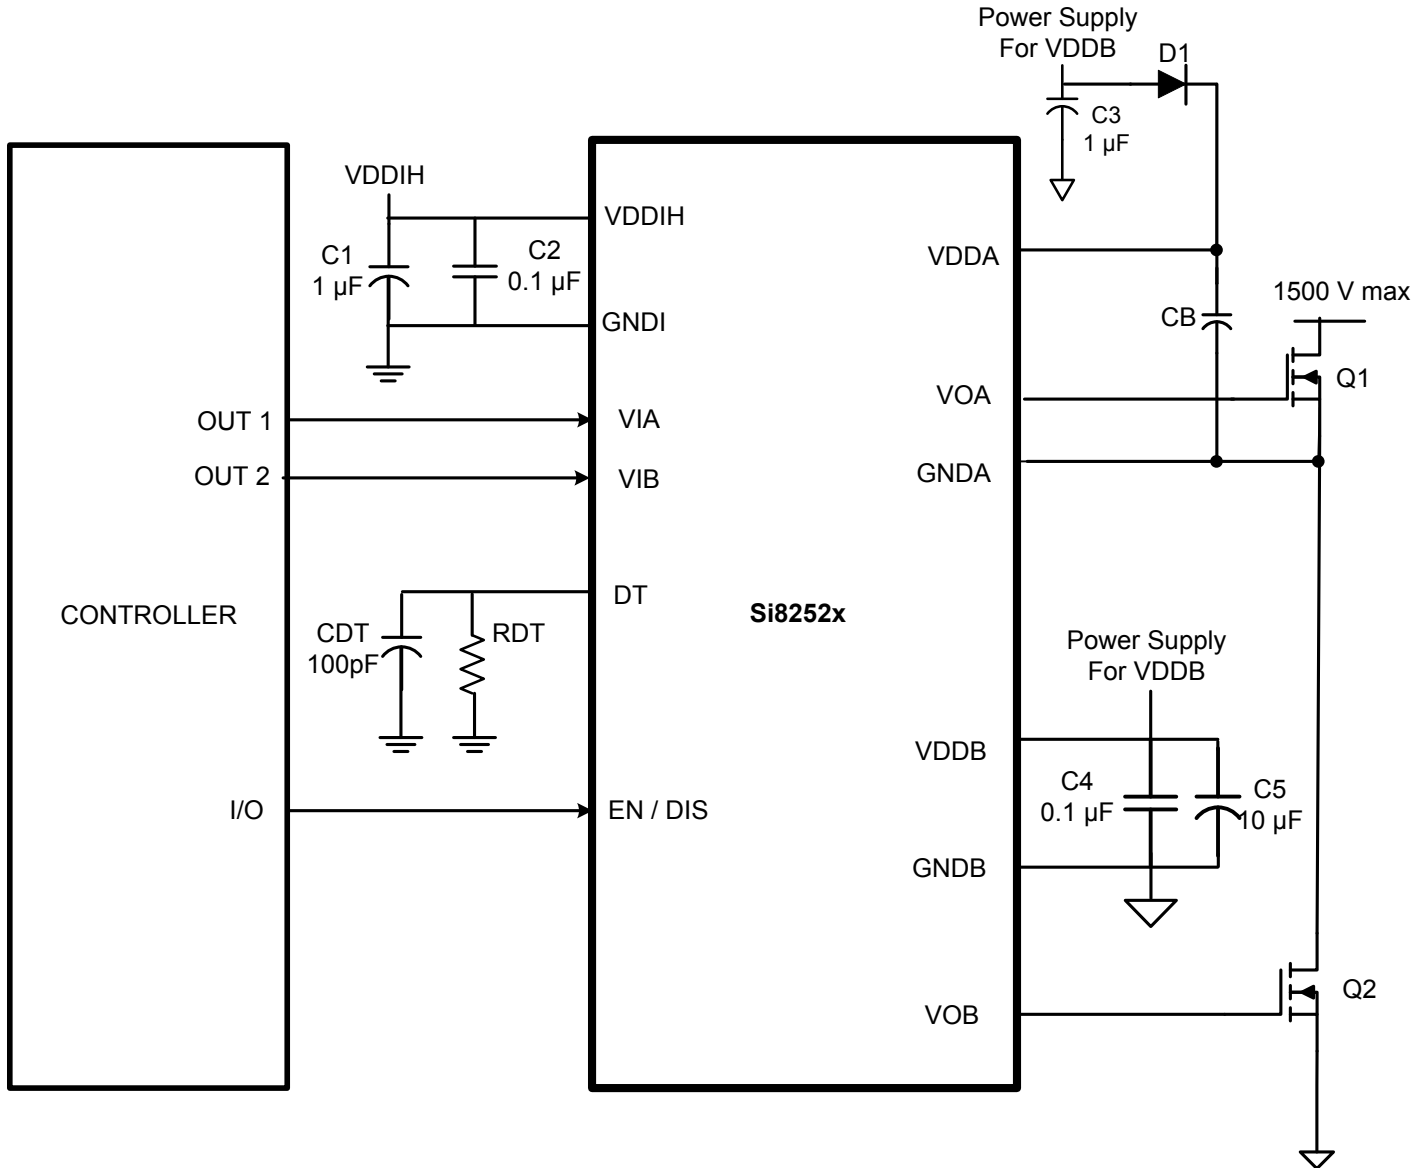 Power Supply
For VDDB
D1
C3
1 µF
VDDIH
VDDIH
C1
1 µF
C2
0.1 µF
VDDA
GNDI
1500 V max
CB
Q1
VOA
OUT 1
VIA
GNDA
OUT 2
VIB
DT
CONTROLLER
Si8252x
CDT
100pF
RDT
Power Supply
For VDDB
VDDB
C4
0.1 µF
C5
10 µF
I/O
EN / DIS
GNDB
Q2
VOB